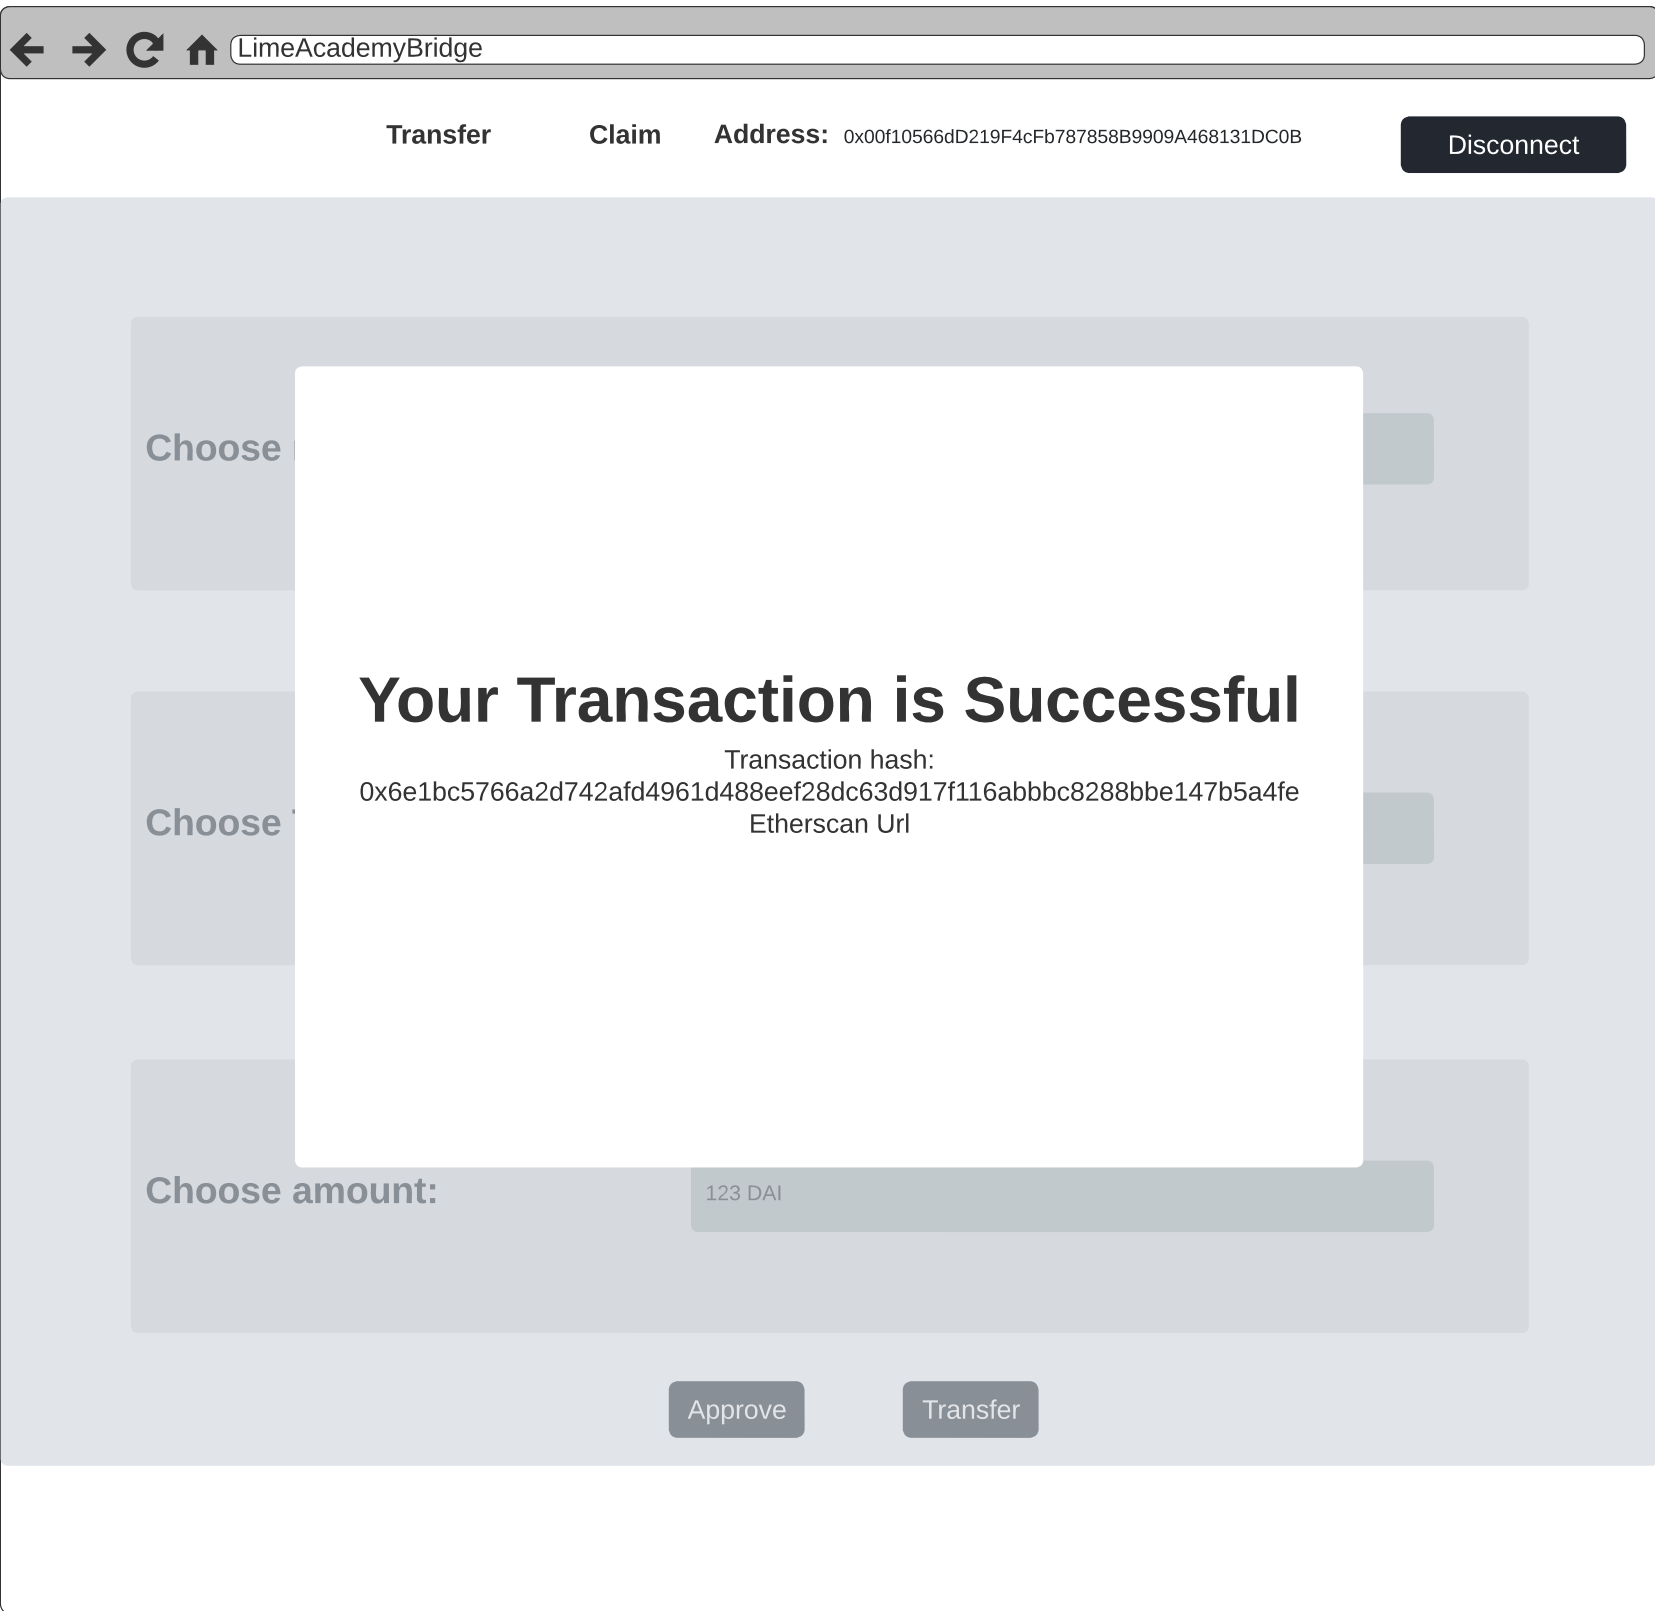 LimeAcademyBridge
Transfer
Claim
Address: 0x00f10566dD219F4cFb787858B9909A468131DC0B
Disconnect
Choose
Your Transaction is Successful
Transaction hash:
0x6e1bc5766a2d742afd4961d488eef28dc63d917f116abbbc8288bbe147b5a4fe
Etherscan Url
Choose
Choose amount:
123 DAI
Approve
Transfer